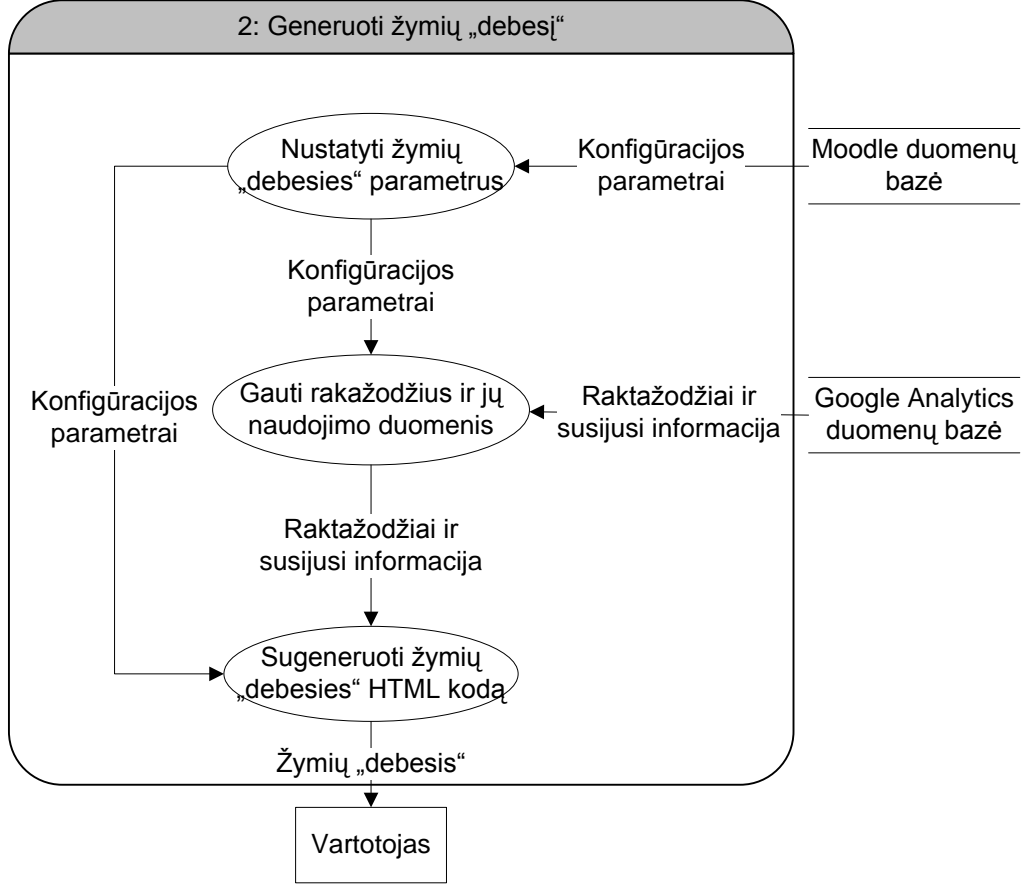 2: Generuoti žymių „debesį“
Nustatyti žymių
„debesies“ parametrus
Konfigūracijos
parametrai
Moodle duomenų
bazė
Konfigūracijos
parametrai
Konfigūracijos
parametrai
Gauti rakažodžius ir jų
naudojimo duomenis
Raktažodžiai ir
susijusi informacija
Google Analytics
duomenų bazė
Raktažodžiai ir
susijusi informacija
Sugeneruoti žymių
„debesies“ HTML kodą
Žymių „debesis“
Vartotojas